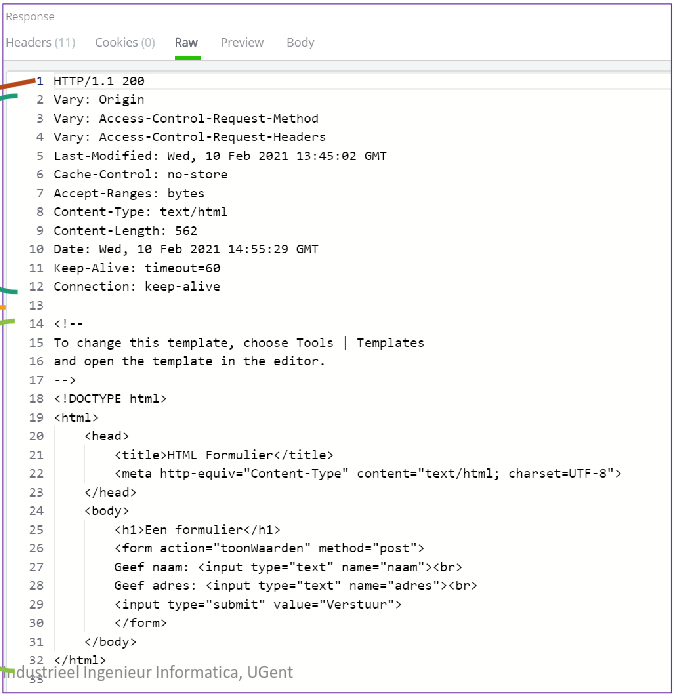 Response
Headers (11) Cookies (0) Raw Preview Body
1 HTTP/1.1 200
2 Vary: Origin
3 Vary: Access-Control-Request-Method
4 Vary: Access-Control-Request-Headers
5 Last-Modified: Wed, 10 Feb 2021 13:45:02 GMT
6 Cache-Control: no-store
7 Accept-Ranges: bytes
8 Content-Type: text/html
9 Content-Length: 562
10 Date: Wed, 10 Feb 2021 14:55:29 GMT
11 Keep-Alive: timeout=60
12 Connection: keep-alive
13
14 <!--
15 To change this template, choose Tools | Templates
16 and open the template in the editor.
17 -->
18 <!DOCTYPE html>
19 <html>
20 <head>
21 <title>HTML Formulier</title>
22 <meta http-equiv="Content-Type" content="text/html; charset=UTF-8">
23 </head>
24 <body>
25 <h1>Een formulier</h1>
26 <form action="toonWaarden" method="post">
27 Geef naam: <input type="text" name="naam"><br>
28 Geef adres: <input type="text" name="adres"><br>
29 <input type="submit" value="Verstuur">
30 </form>
31 </body>
32 </html>
Industrieel Ingenieur Informatica, UGent
33